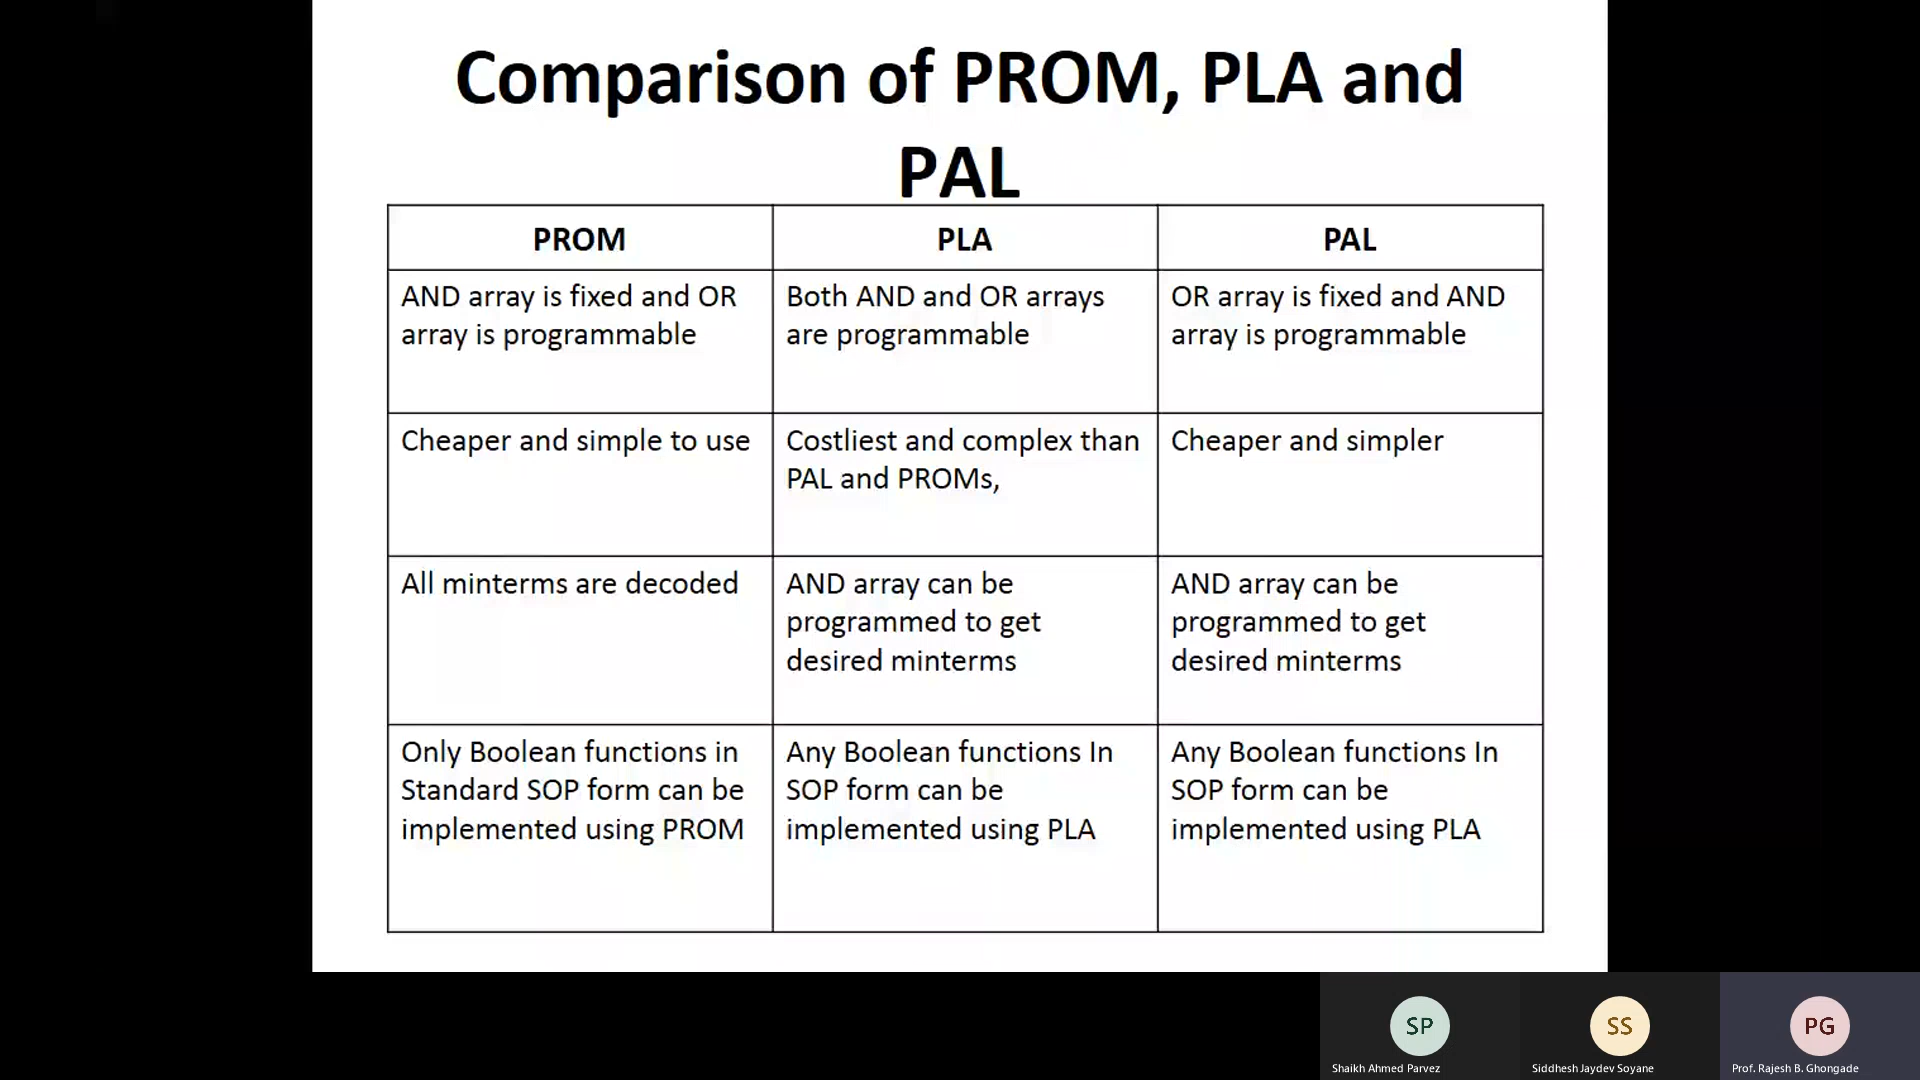 Comparison of PROM, PLA and
PAL
PROM
PLA
PAL
AND array is fixed and OR
array is programmable
Both AND and OR arrays
are programmable
OR array is fixed and AND
array is programmable
Cheaper and simple to use
Costliest and complex than
PAL and PROMs,
Cheaper and simpler
All minterms are decoded
AND array can be
programmed to get
desired minterms
AND array can be
programmed to get
desired minterms
Only Boolean functions in
Standard SOP form can be
implemented using PROM
Any Boolean functions In
SOP form can be
implemented using PLA
Any Boolean functions In
SOP form can be
implemented using PLA
SP
Shaikh Ahmed Parvez
SS
Siddhesh Jaydev Soyane
PG
Prof. Rajesh B. Ghongade